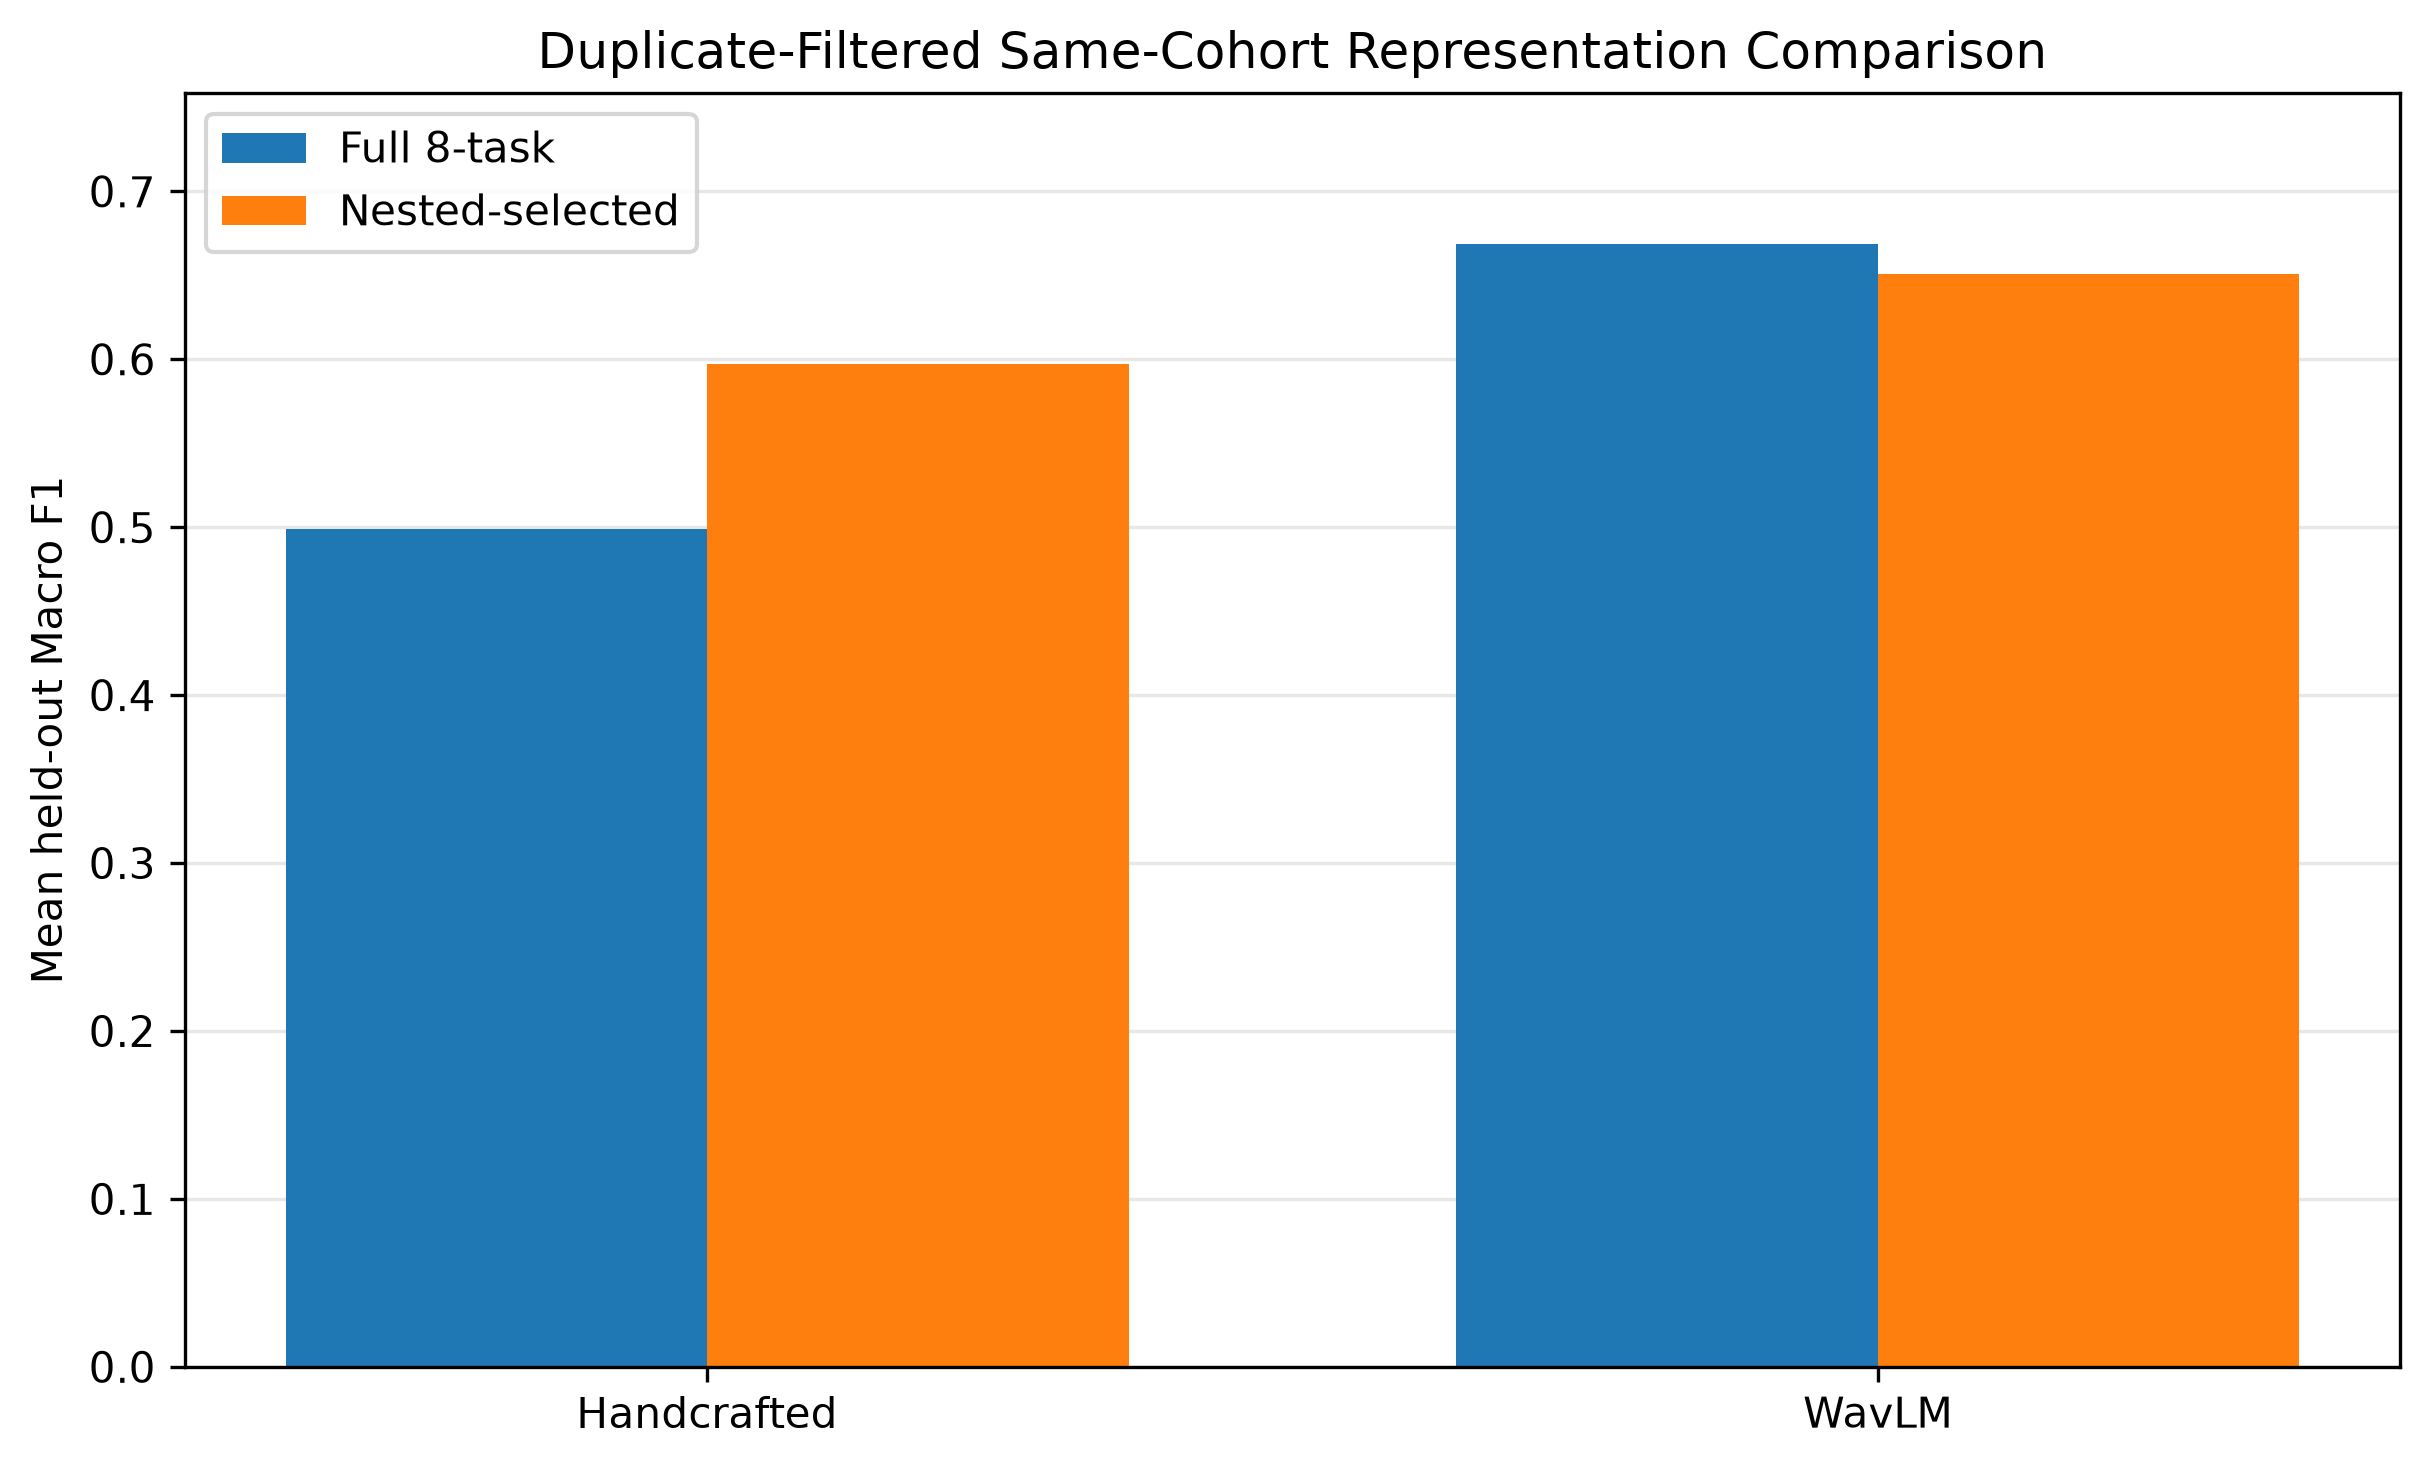 Duplicate-Filtered Same-Cohort Representation Comparison
Full 8-task
Nested-selected
Mean held-out Macro F1
0.7
0.6
0.5
0.4
0.3
0.2
0.1
0.0
Handcrafted
WavLM